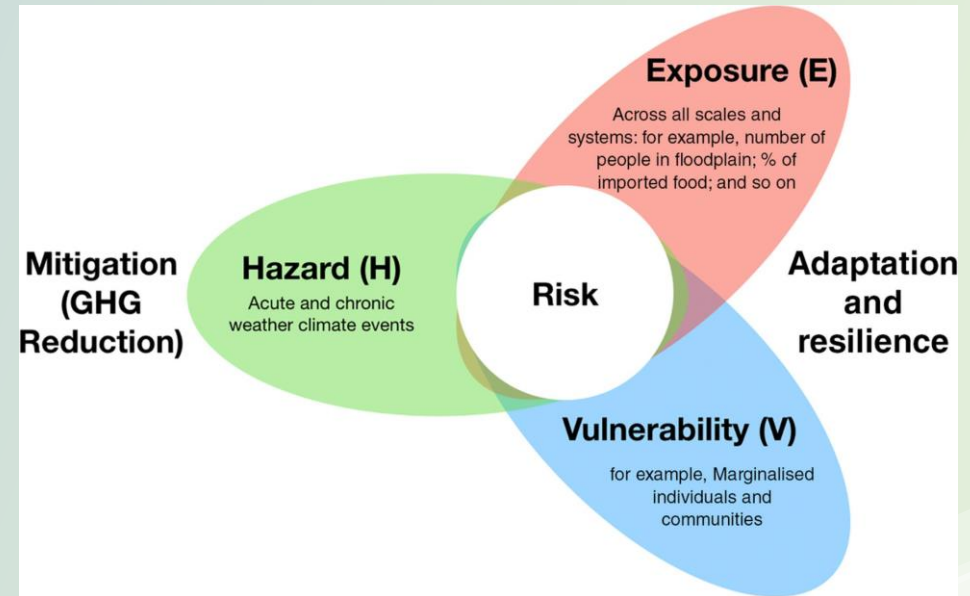 Mitigation
(GHG
Reduction)
Hazard (H)
Acute and chronic
weather climate events
Risk
Exposure (E)
Across all scales and
systems: for example, number of
people in floodplain; % of
imported food; and so on
Adaptation
and
resilience
Vulnerability (V)
for example, Marginalised
individuals and
communities